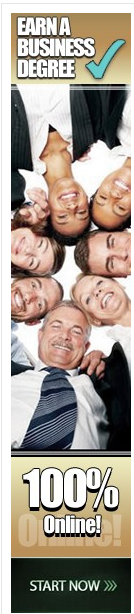 EARN A
BUSINESS
DEGREE
100%
Online!
START NOW >>>